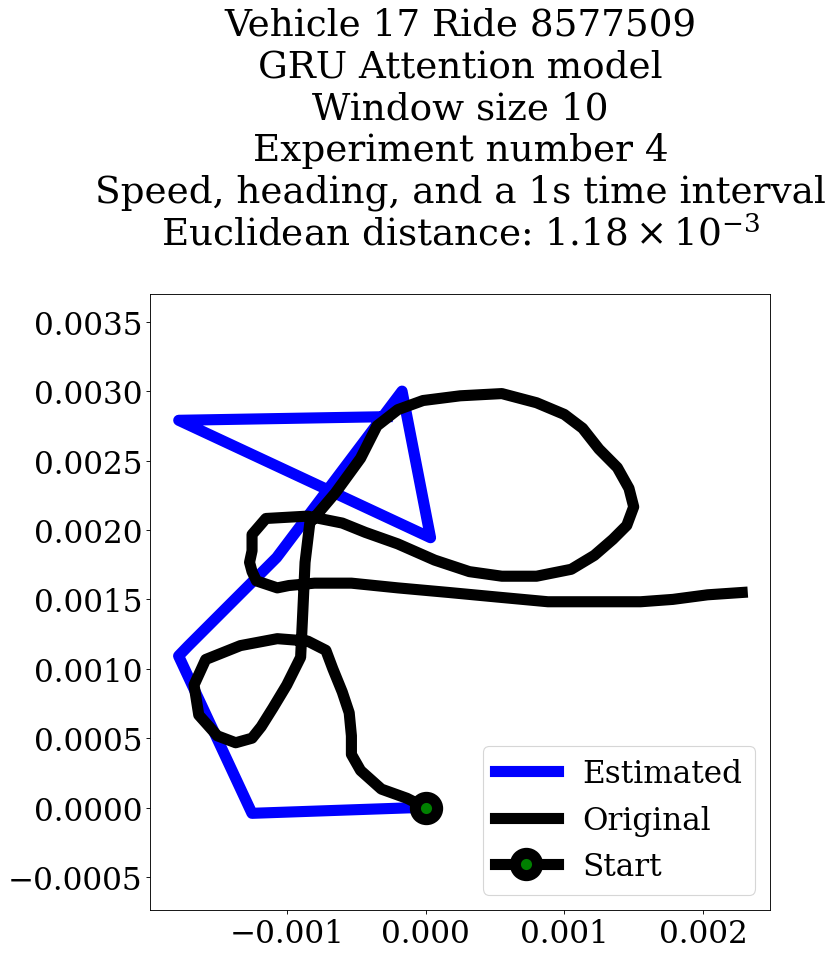 Vehicle 17 Ride 8577509
GRU Attention model
Window size 10
Experiment number 4
Speed, heading, and a 1s time interval
Euclidean distance: 1.18 × 10⁻³
0.0035
0.0030
0.0025
0.0020
0.0015
0.0010
0.0005
0.0000
−0.0005
Estimated
Original
Start
−0.001
0.000
0.001
0.002